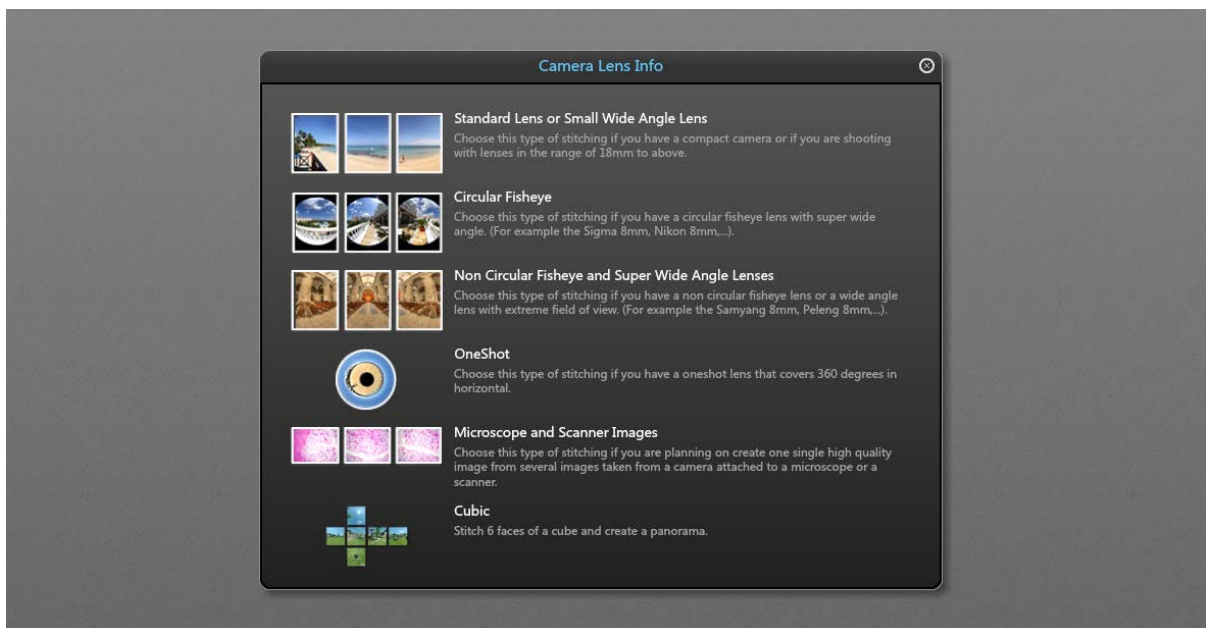 Camera Lens Info
Standard Lens or Small Wide Angle Lens
Choose this type of stitching if you have a compact camera or if you are shooting
with lenses in the range of 18mm to above.
Circular Fisheye
Choose this type of stitching if you have a circular fisheye lens with super wide
angle. (For example the Sigma 8mm, Nikon 8mm,...).
Non Circular Fisheye and Super Wide Angle Lenses
Choose this type of stitching if you have a non circular fisheye lens or a wide angle
lens with extreme field of view. (For example the Samyang 8mm, Peleng 8mm,...).
OneShot
Choose this type of stitching if you have a oneshot lens that covers 360 degrees in
horizontal.
Microscope and Scanner Images
Choose this type of stitching if you are planning on create one single high quality
image from several images taken from a camera attached to a microscope or a
scanner.
Cubic
Stitch 6 faces of a cube and create a panorama.